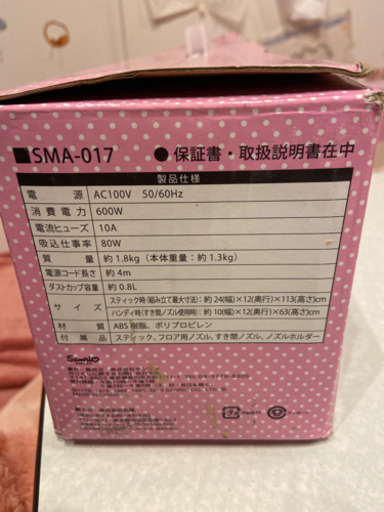 ■SMA-017 ●保証書・取扱説明書在中
製品仕様
電源 AC100V 50/60Hz
消費電力 600W
電流ヒューズ 10A
吸込仕事率 80W
質量 約1.8kg（本体重量：約1.3kg）
電源コード長さ 約4m
ダストカップ容量 約0.8L
サイズ スティック時（組み立て最大寸法）：約24(幅)×12(奥行)×113(高さ)cm
ハンディ時（すき間ノズル使用時）：約10(幅)×12(奥行)×63(高さ)cm
材質 ABS樹脂、ポリプロピレン
付属品 スティック、フロア用ノズル、すき間ノズル、ノズルホルダー
Sanrio